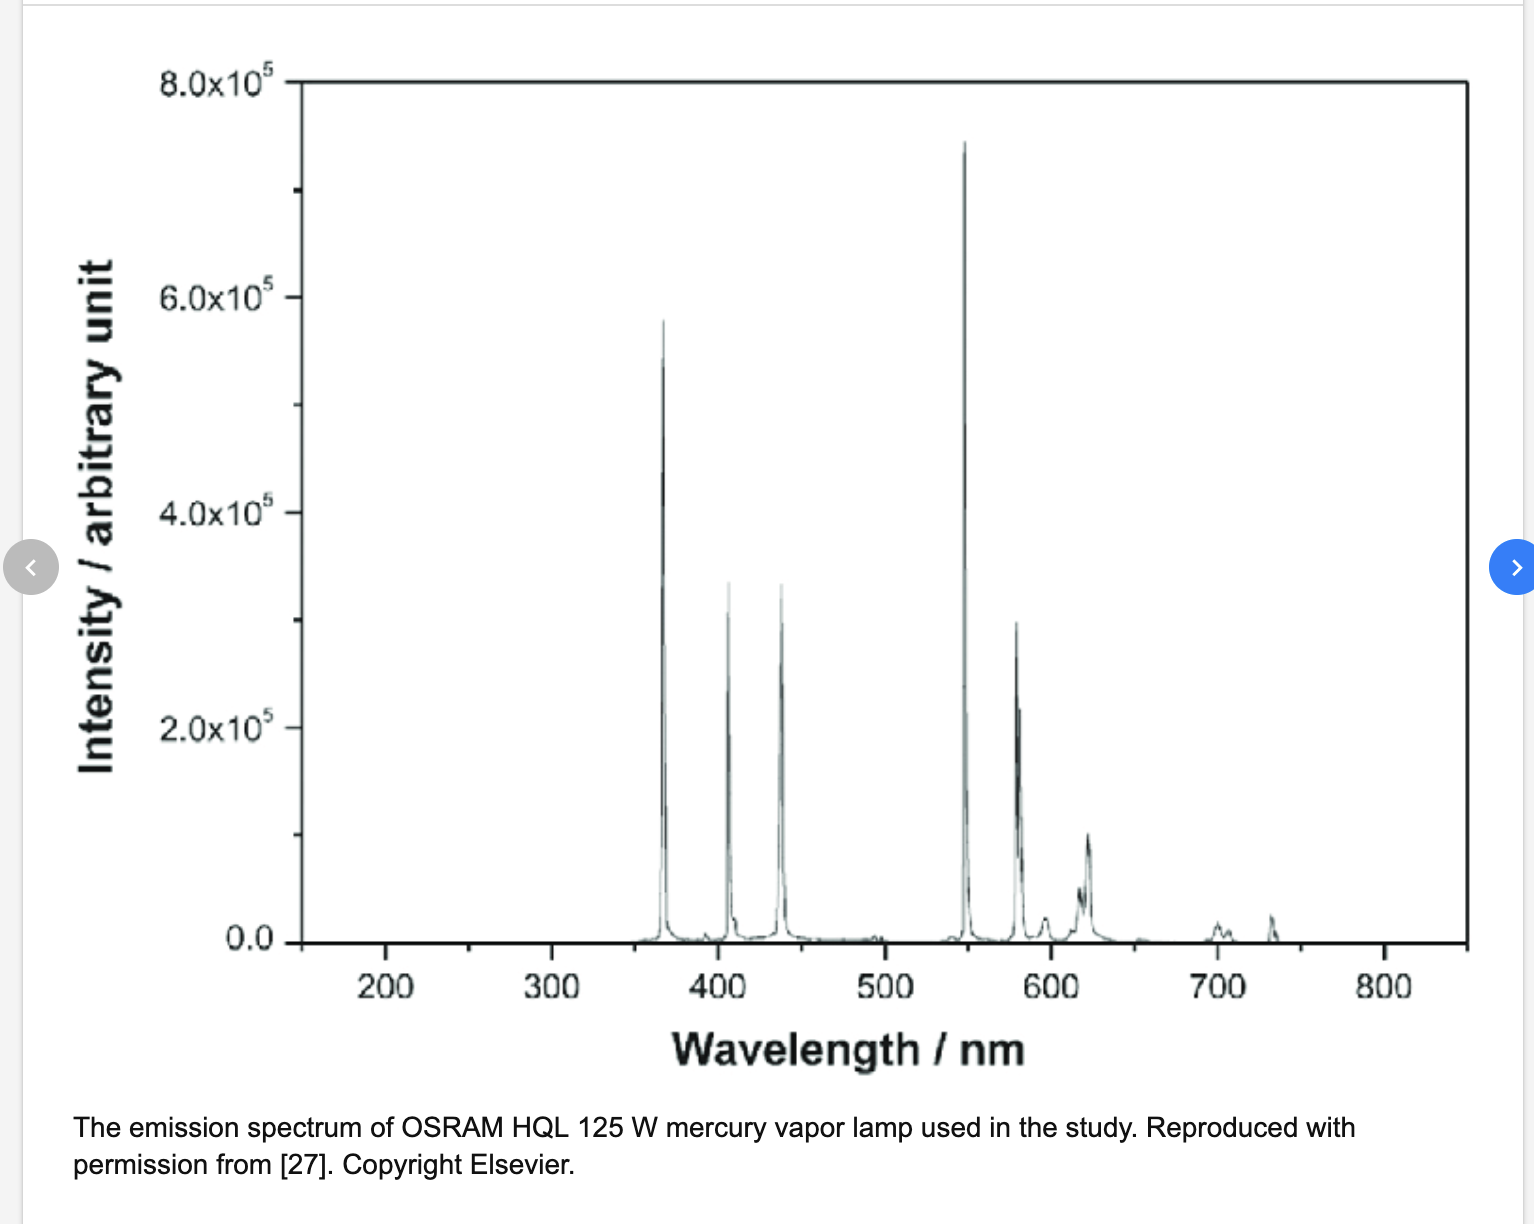 8.0x10⁵
6.0x10⁵
4.0x10⁵
2.0x10⁵
0.0
Intensity / arbitrary unit
200 300 400 500 600 700 800
Wavelength / nm
The emission spectrum of OSRAM HQL 125 W mercury vapor lamp used in the study. Reproduced with
permission from [27]. Copyright Elsevier.